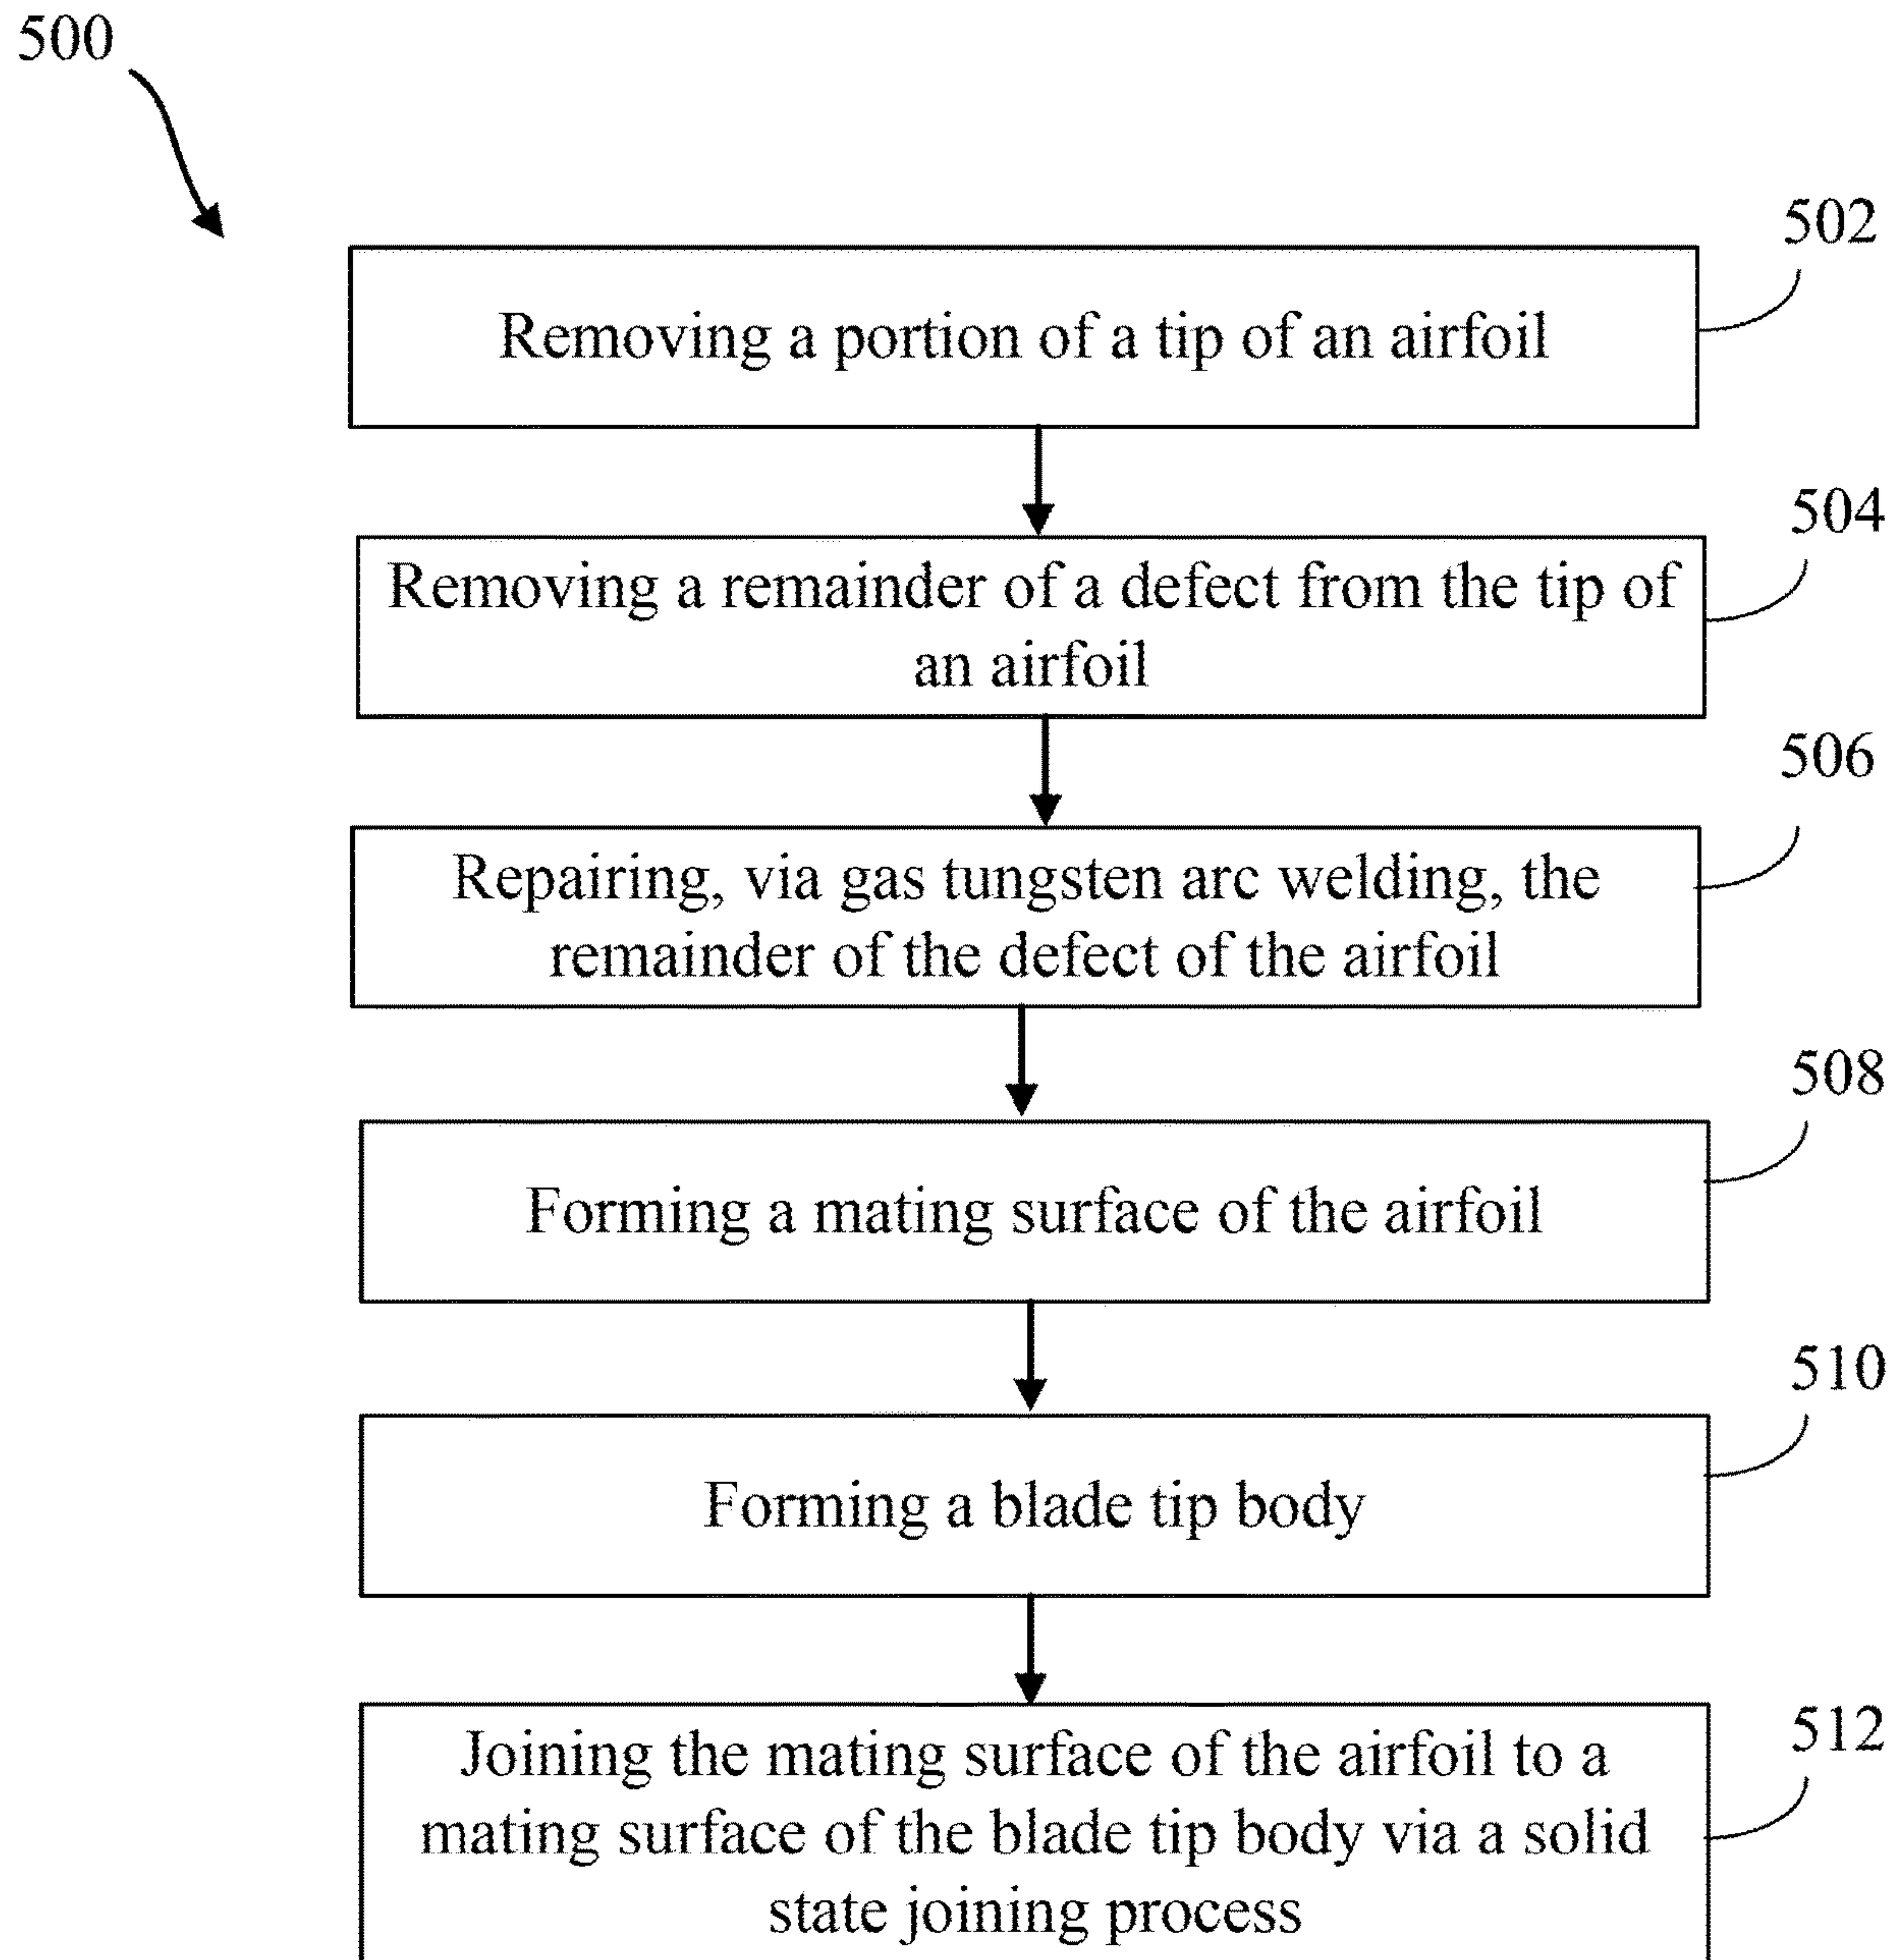 500
502
Removing a portion of a tip of an airfoil
504
Removing a remainder of a defect from the tip of
an airfoil
506
Repairing, via gas tungsten arc welding, the
remainder of the defect of the airfoil
508
Forming a mating surface of the airfoil
510
Forming a blade tip body
512
Joining the mating surface of the airfoil to a
mating surface of the blade tip body via a solid
state joining process